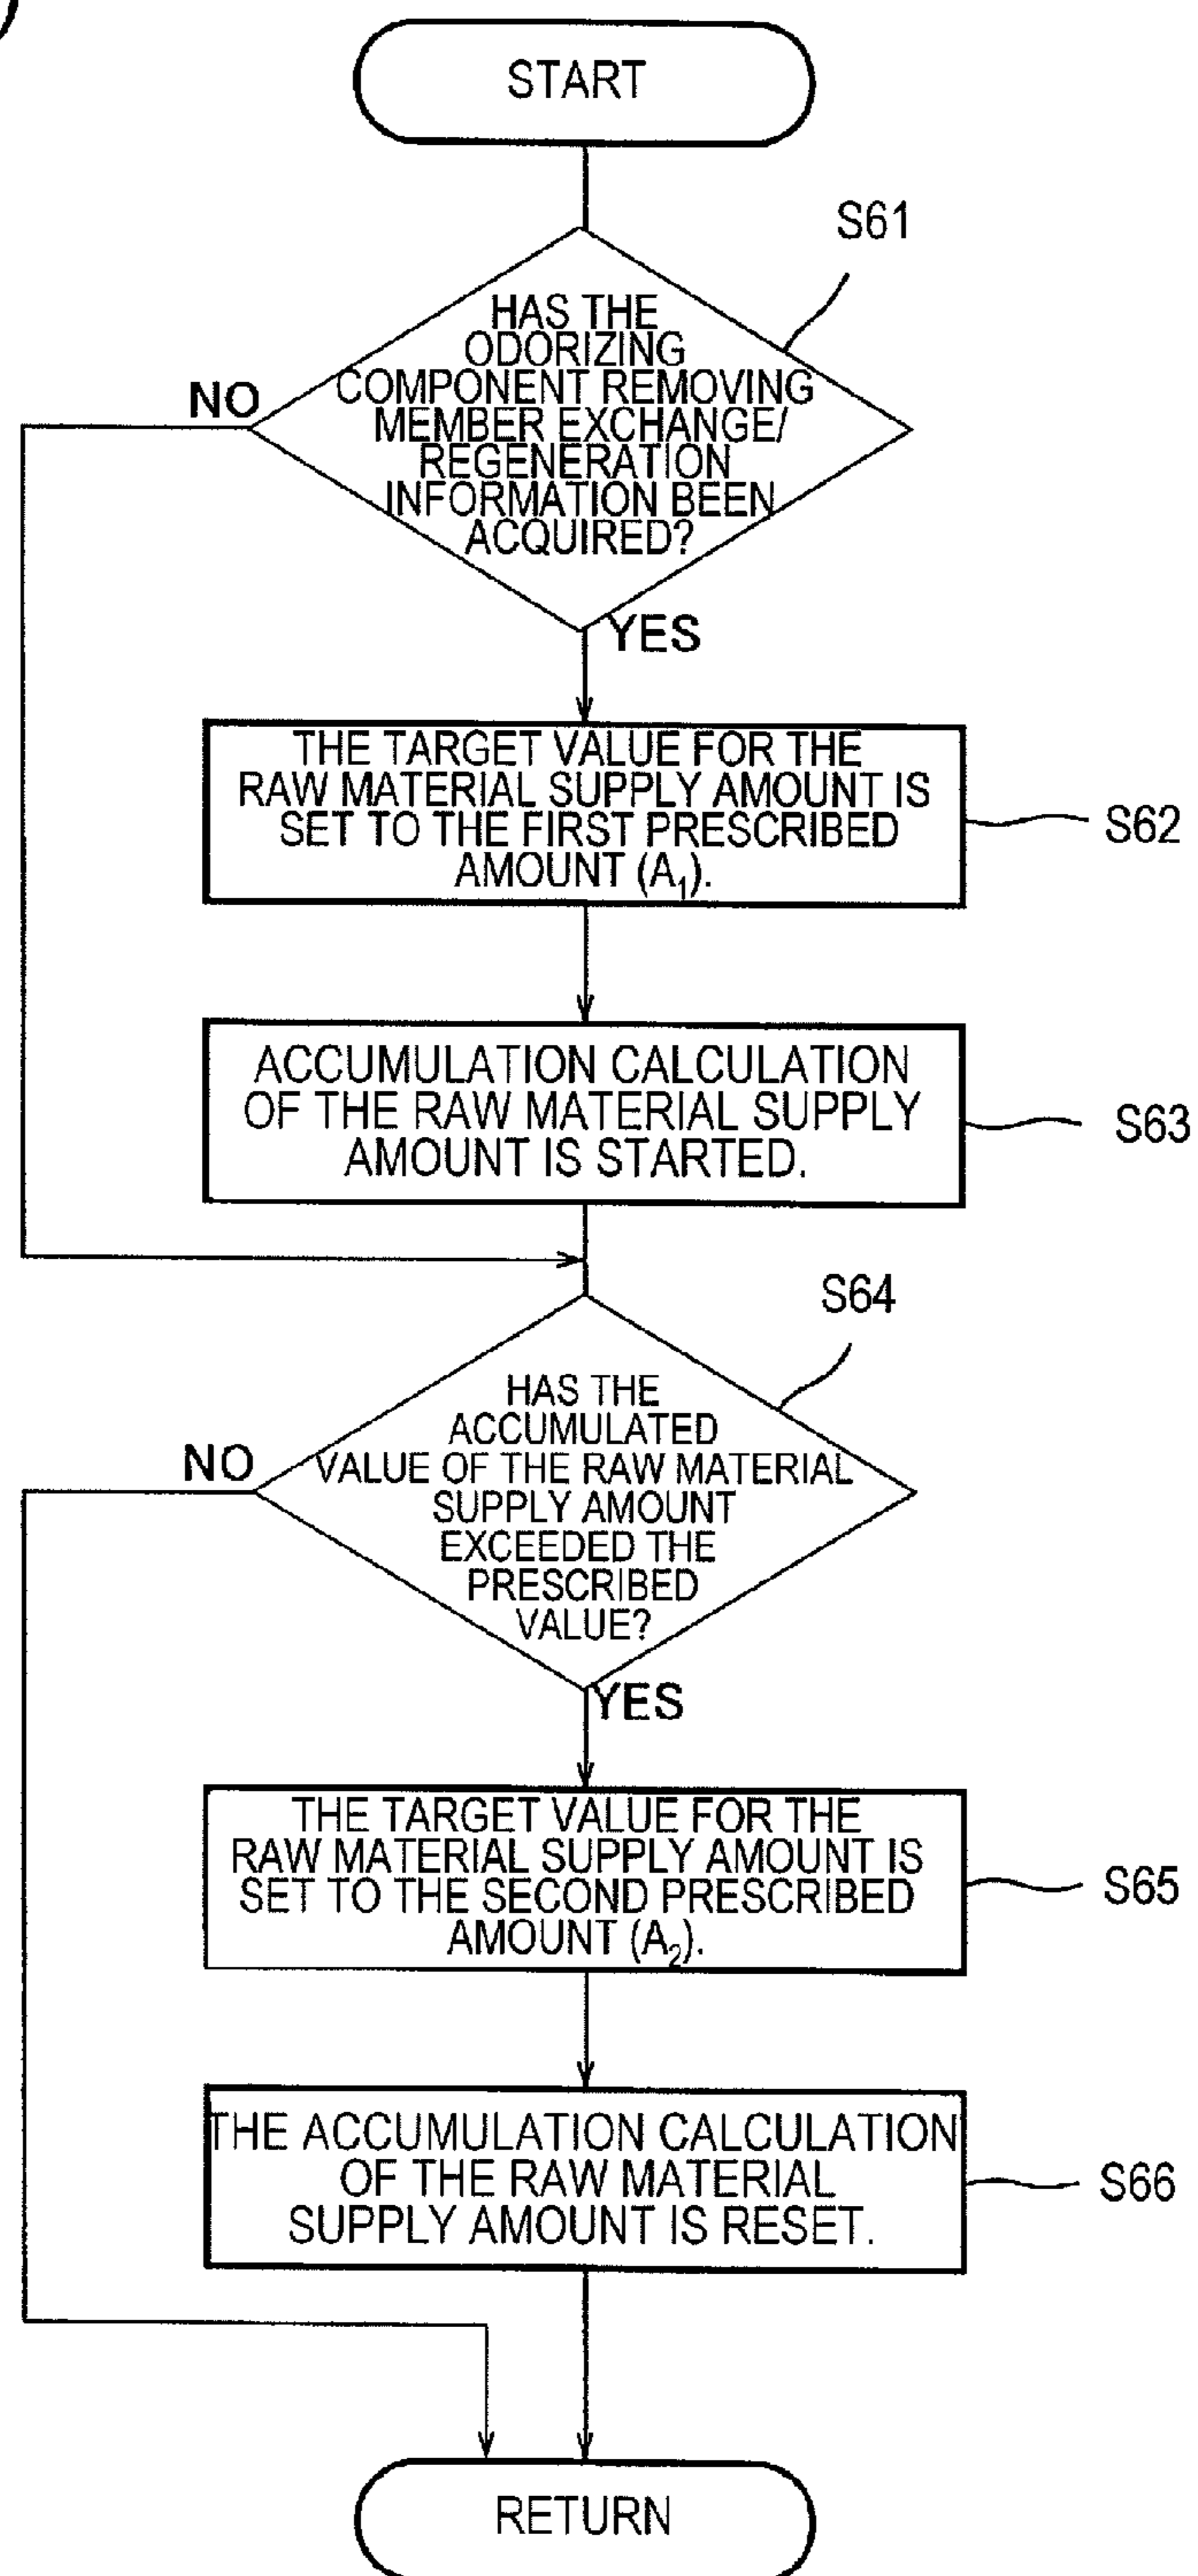 START
S61
HAS THE
ODORIZING
COMPONENT REMOVING
MEMBER EXCHANGE/
REGENERATION
INFORMATION BEEN
ACQUIRED?
NO
YES
THE TARGET VALUE FOR THE
RAW MATERIAL SUPPLY AMOUNT IS
SET TO THE FIRST PRESCRIBED
AMOUNT (A₁).
S62
ACCUMULATION CALCULATION
OF THE RAW MATERIAL SUPPLY
AMOUNT IS STARTED.
S63
S64
HAS THE
ACCUMULATED
VALUE OF THE RAW MATERIAL
SUPPLY AMOUNT
EXCEEDED THE
PRESCRIBED
VALUE?
NO
YES
THE TARGET VALUE FOR THE
RAW MATERIAL SUPPLY AMOUNT IS
SET TO THE SECOND PRESCRIBED
AMOUNT (A₂).
S65
THE ACCUMULATION CALCULATION
OF THE RAW MATERIAL
SUPPLY AMOUNT IS RESET.
S66
RETURN